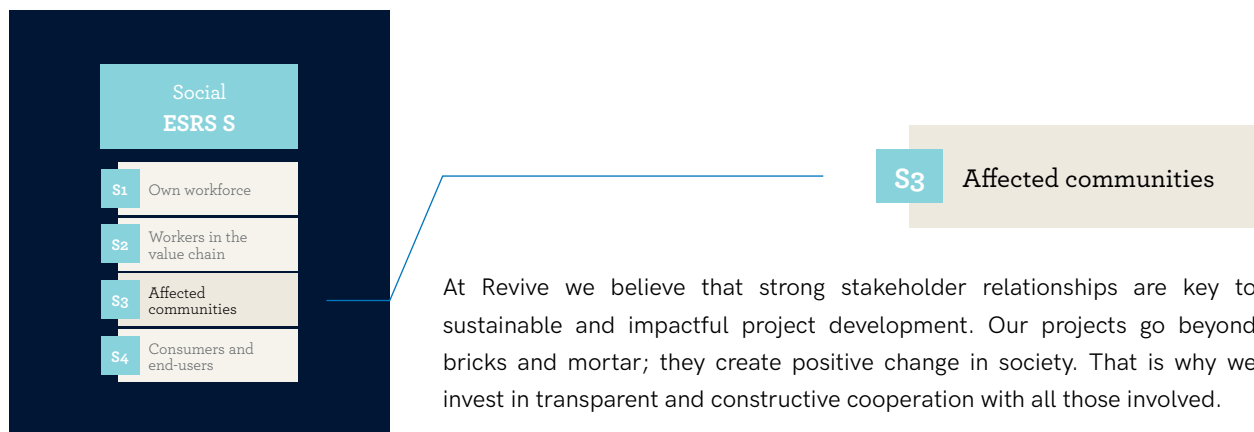 Social
ESRS S
S1 Own workforce
S2 Workers in the
value chain
S3 Affected
communities
S4 Consumers and
end-users
S3 Affected communities
At Revive we believe that strong stakeholder relationships are key to
sustainable and impactful project development. Our projects go beyond
bricks and mortar; they create positive change in society. That is why we
invest in transparent and constructive cooperation with all those involved.